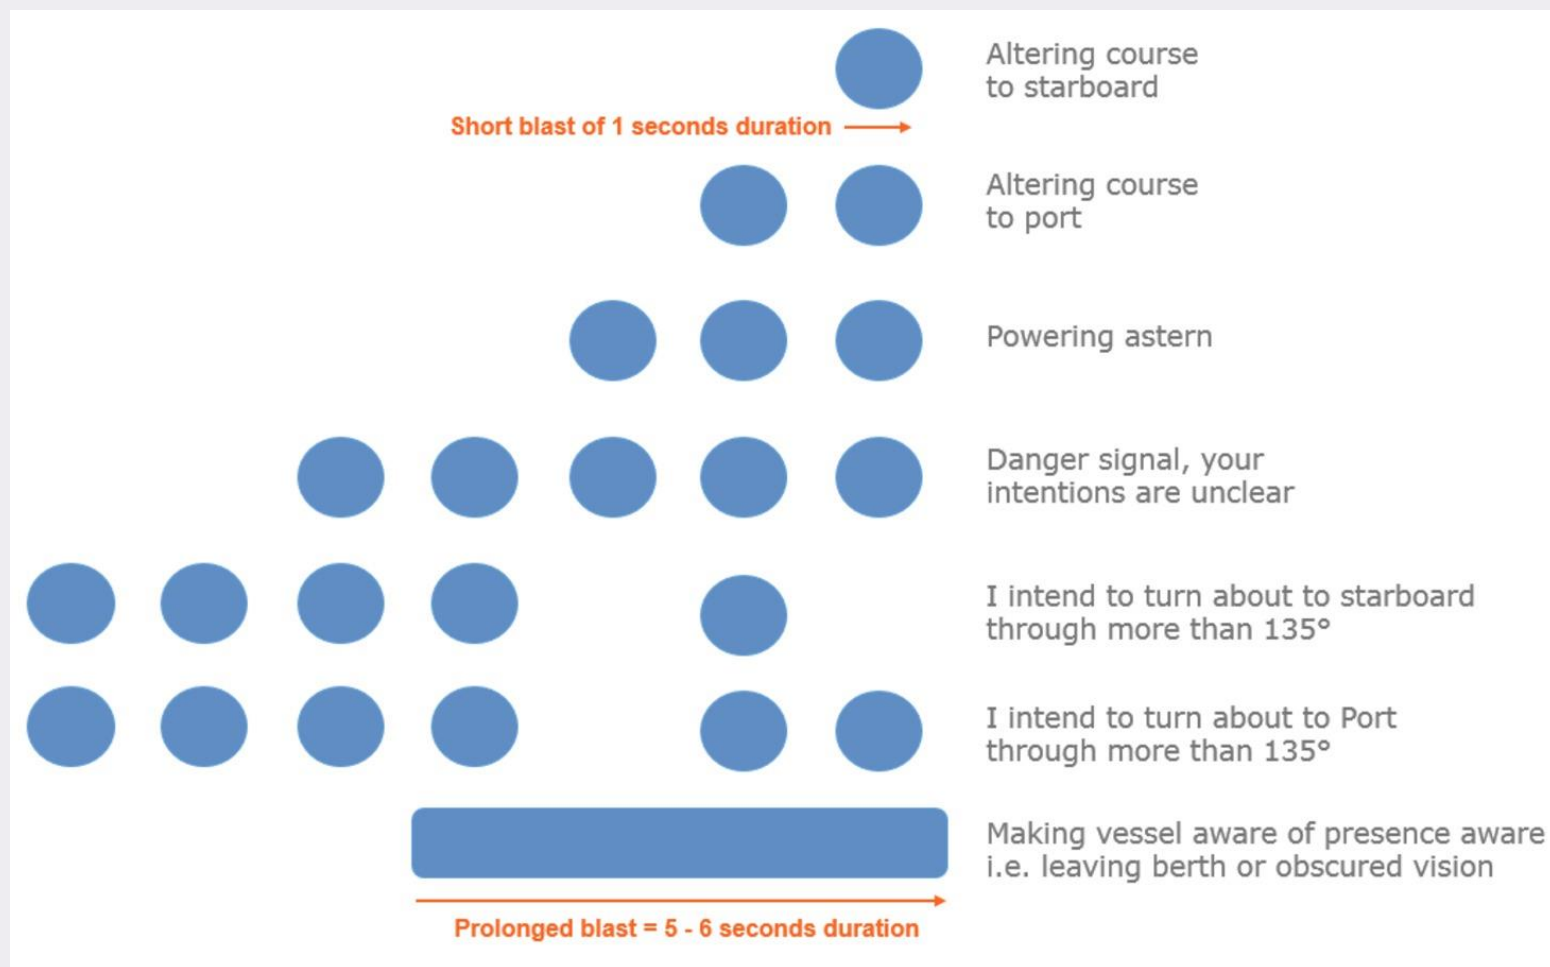 Altering course
to starboard
Short blast of 1 seconds duration
Altering course
to port
Powering astern
Danger signal, your
intentions are unclear
I intend to turn about to starboard
through more than 135°
I intend to turn about to Port
through more than 135°
Making vessel aware of presence aware
i.e. leaving berth or obscured vision
Prolonged blast = 5 - 6 seconds duration